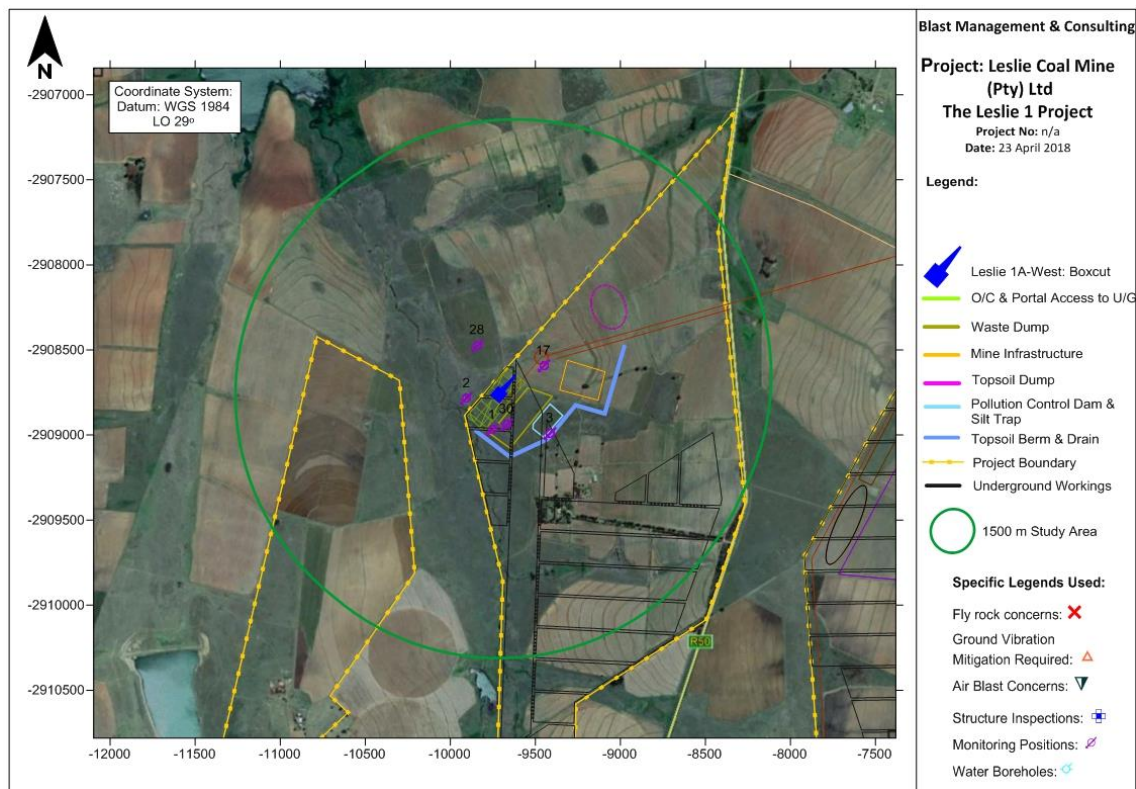 Blast Management & Consulting
Project: Leslie Coal Mine
(Pty) Ltd
The Leslie 1 Project
Project No: n/a
Date: 23 April 2018
Legend:
Leslie 1A-West: Boxcut
O/C & Portal Access to U/G
Waste Dump
Mine Infrastructure
Topsoil Dump
Pollution Control Dam &
Silt Trap
Topsoil Berm & Drain
Project Boundary
Underground Workings
1500 m Study Area
Specific Legends Used:
Fly rock concerns:
Ground Vibration
Mitigation Required:
Air Blast Concerns:
Structure Inspections:
Monitoring Positions:
Water Boreholes:
N
Coordinate System:
Datum: WGS 1984
LO 29º
-2907000
-2907500
-2908000
-2908500
-2909000
-2909500
-2910000
-2910500
28
17
2
1
30
3
R50
-12000
-11500
-11000
-10500
-10000
-9500
-9000
-8500
-8000
-7500